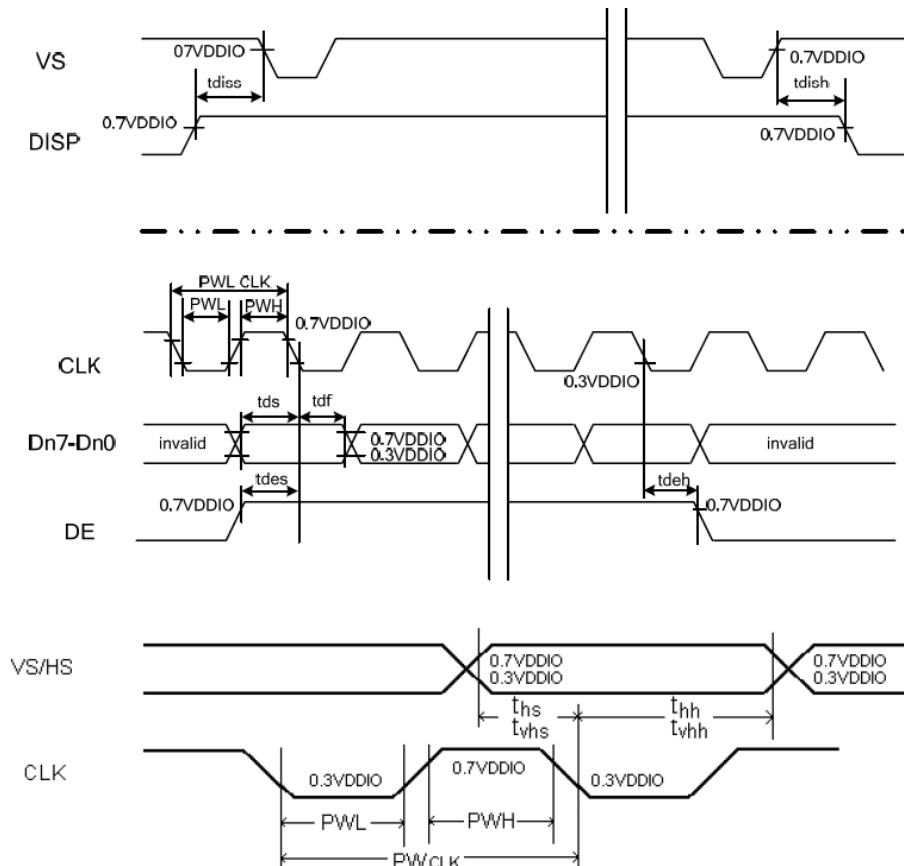 VS
07VDDIO
0.7VDDIO
tdiss
tdish
0.7VDDIO
0.7VDDIO
DISP
PWL CLK
PWL
PWH
0.7VDDIO
CLK
0.3VDDIO
tds
tdf
Dn7-Dn0
invalid
0.7VDDIO
0.3VDDIO
invalid
tdes
tdeh
0.7VDDIO
0.7VDDIO
DE
VS/HS
0.7VDDIO
0.3VDDIO
0.7VDDIO
0.3VDDIO
ths
tvhs
thh
tvhh
CLK
0.3VDDIO
0.7VDDIO
0.3VDDIO
PWL
PWH
PWCLK